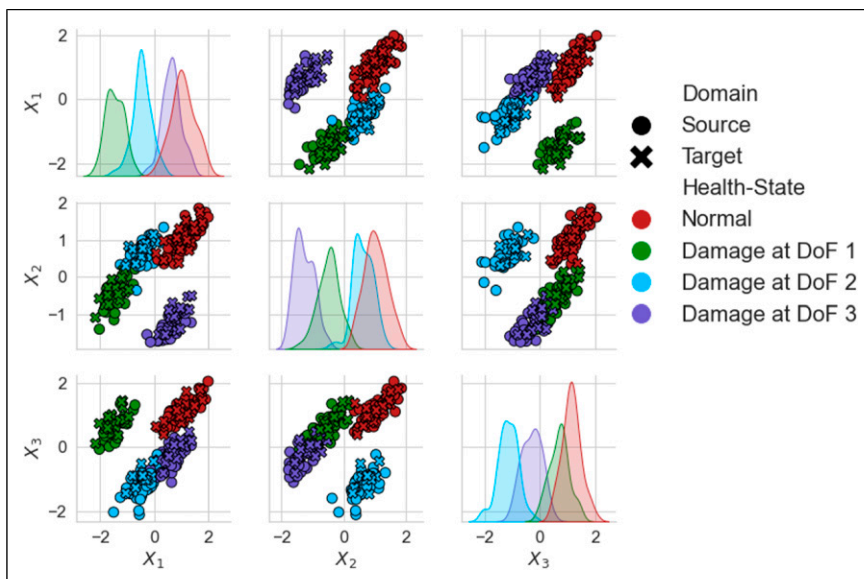 2
0
−2
X1
2
1
0
−1
X2
2
0
−2
X3
−2 0 2
X1
−2 0 2
X2
−2 0 2
X3
Domain
Source
Target
Health-State
Normal
Damage at DoF 1
Damage at DoF 2
Damage at DoF 3